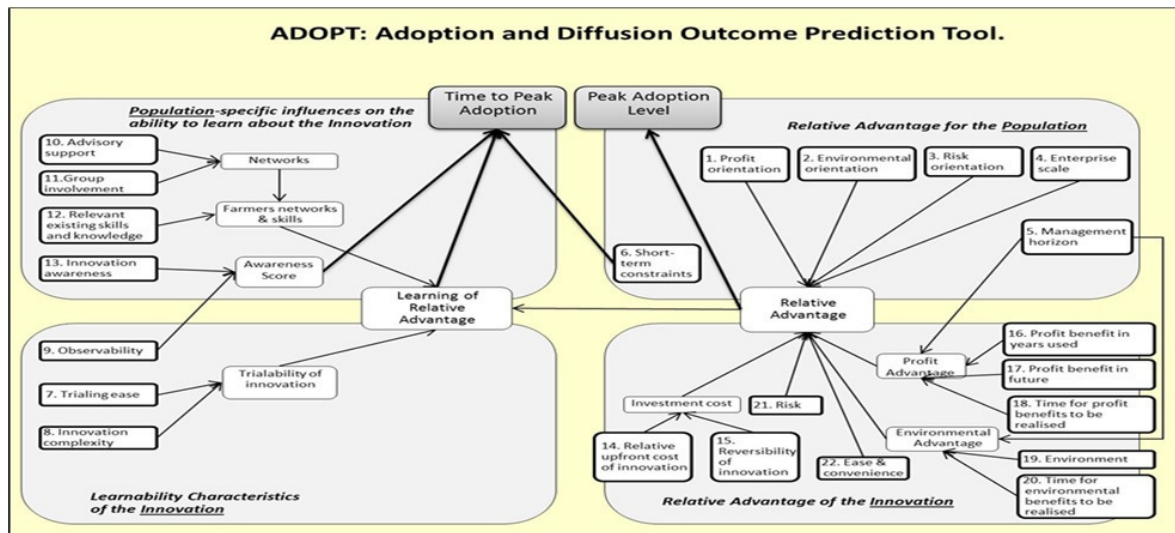 ADOPT: Adoption and Diffusion Outcome Prediction Tool.
Time to Peak
Adoption
Peak Adoption
Level
Population-specific influences on the
ability to learn about the Innovation
10. Advisory
support
11.Group
involvement
Networks
12. Relevant
existing skills
and knowledge
Farmers networks
& skills
13. Innovation
awareness
Awareness
Score
Relative Advantage for the Population
1. Profit
orientation
2. Environmental
orientation
3. Risk
orientation
4. Enterprise
scale
5. Management
horizon
6. Short-
term
constraints
Learning of
Relative
Advantage
Relative
Advantage
9. Observability
7. Trialing ease
8. Innovation
complexity
Trialability of
innovation
Learnability Characteristics
of the Innovation
Profit
Advantage
16. Profit benefit in
years used
17. Profit benefit in
future
18. Time for profit
benefits to be
realised
Investment cost
21. Risk
Environmental
Advantage
14. Relative
upfront cost
of innovation
15.
Reversibility
of
innovation
22. Ease &
convenience
19. Environment
20. Time for
environmental
benefits to be
realised
Relative Advantage of the Innovation